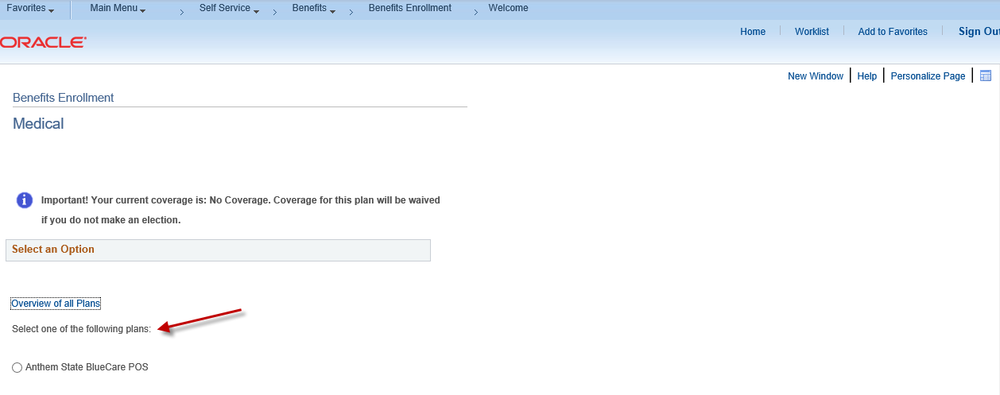 Favorites Main Menu Self Service Benefits Benefits Enrollment Welcome
ORACLE
Home Worklist Add to Favorites Sign Out
New Window Help Personalize Page
Benefits Enrollment
Medical
Important! Your current coverage is: No Coverage. Coverage for this plan will be waived
if you do not make an election.
Select an Option
Overview of all Plans
Select one of the following plans:
Anthem State BlueCare POS